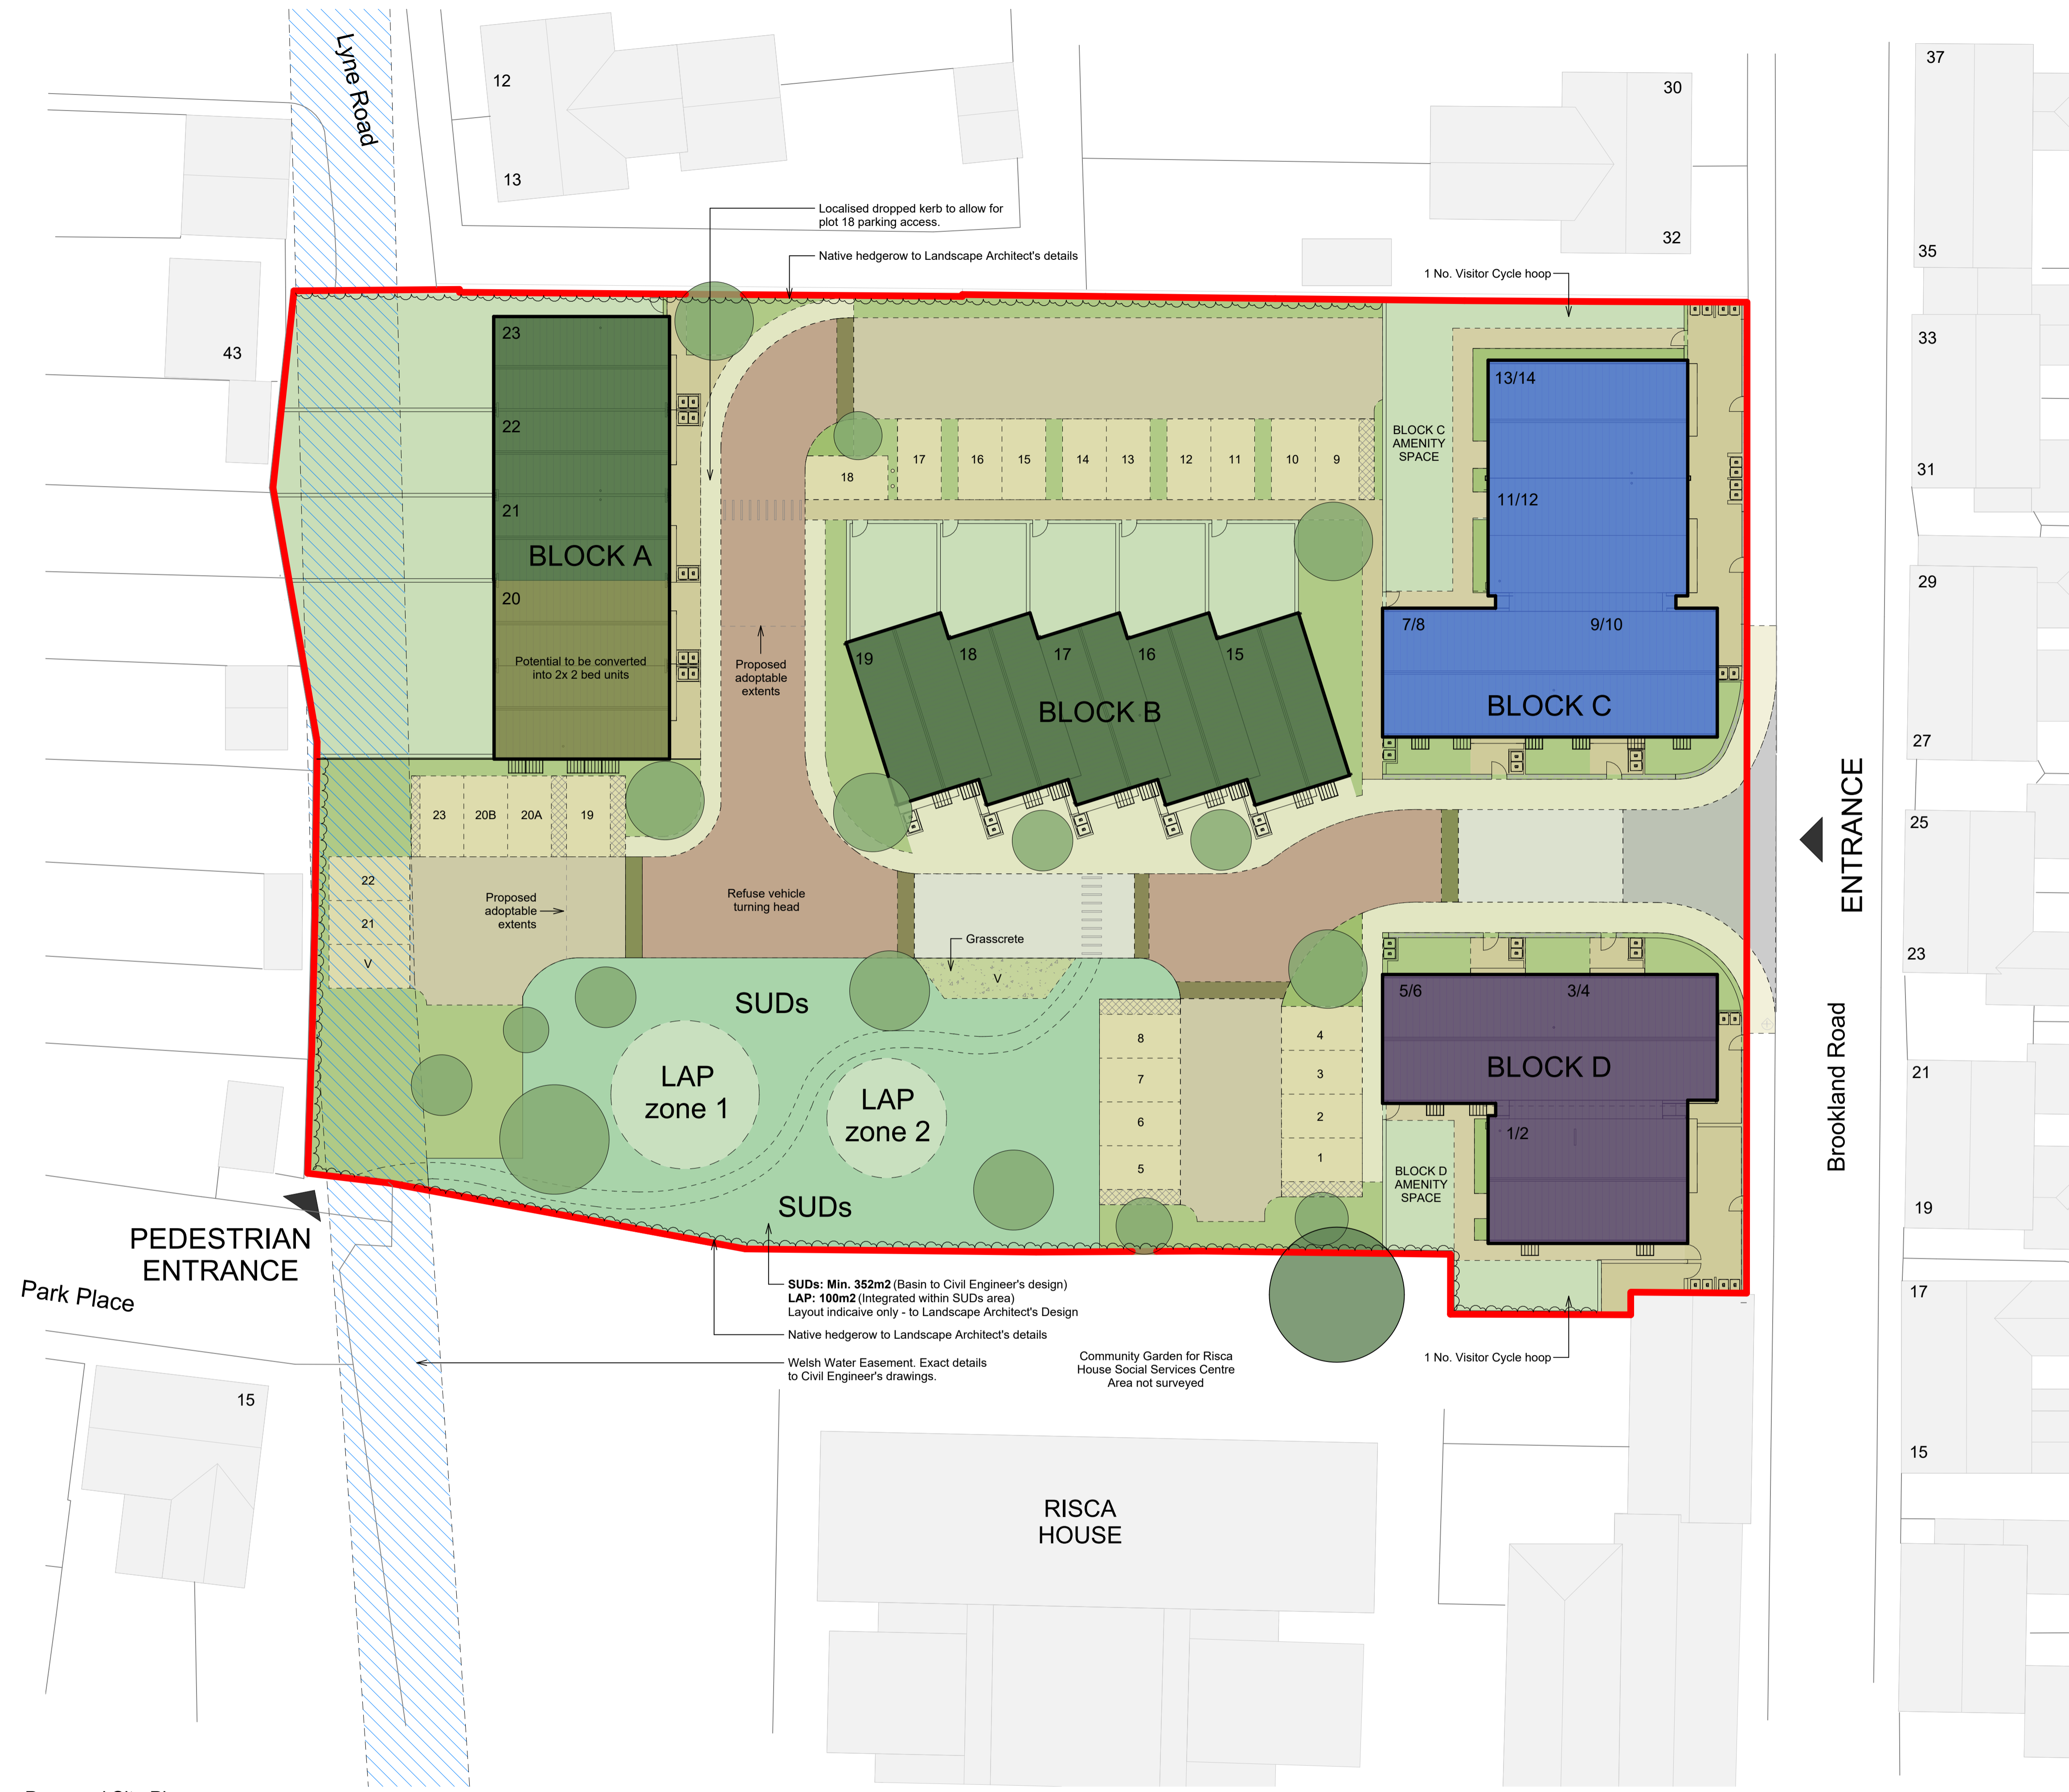 Lyne Road
12
13
30
32
37
35
33
31
29
27
25
23
21
19
17
15
43
Localised dropped kerb to allow for
plot 18 parking access.
Native hedgerow to Landscape Architect's details
1 No. Visitor Cycle hoop
23
22
21
BLOCK A
20
Potential to be converted
into 2x 2 bed units
18
17
16
15
14
13
12
11
10
9
BLOCK C
AMENITY
SPACE
13/14
11/12
7/8
9/10
BLOCK C
Proposed
adoptable
extents
19
18
17
16
15
BLOCK B
ENTRANCE
Brookland Road
23
20B
20A
19
22
21
V
Proposed
adoptable
extents
Refuse vehicle
turning head
Grasscrete
V
SUDs
LAP
zone 1
LAP
zone 2
SUDs
8
7
6
5
4
3
2
1
5/6
3/4
BLOCK D
1/2
BLOCK D
AMENITY
SPACE
PEDESTRIAN
ENTRANCE
Park Place
15
SUDs: Min. 352m2 (Basin to Civil Engineer's design)
LAP: 100m2 (Integrated within SUDs area)
Layout indicaive only - to Landscape Architect's Design
Native hedgerow to Landscape Architect's details
Welsh Water Easement. Exact details
to Civil Engineer's drawings.
Community Garden for Risca
House Social Services Centre
Area not surveyed
1 No. Visitor Cycle hoop
RISCA
HOUSE